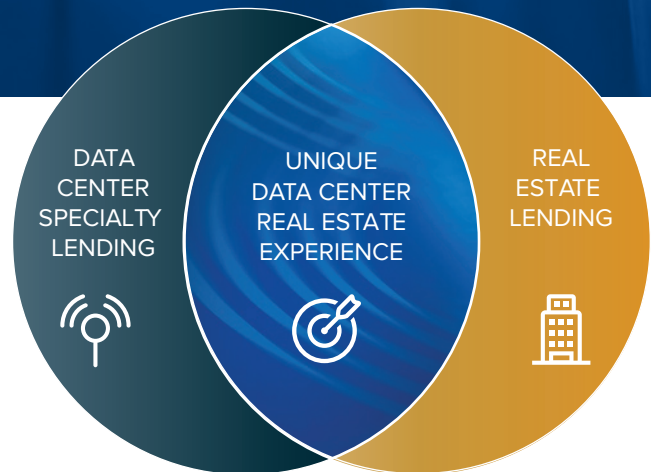 DATA
CENTER
SPECIALTY
LENDING
UNIQUE
DATA CENTER
REAL ESTATE
EXPERIENCE
REAL
ESTATE
LENDING